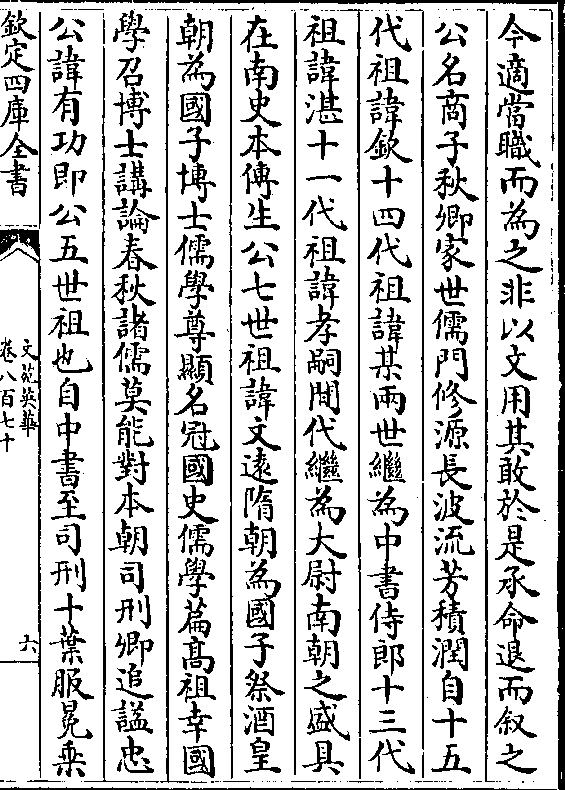 今適當職而為之非以文用其敢於是承命退而叙之
公名商子秋卿家世儒門修源長波流芳積潤自十五
代祖諱欽十四代祖諱某兩世繼為中書侍郎十三代
祖諱湛十一代祖諱孝嗣間代繼為大尉南朝之盛具
在南史本傳生公七世祖諱文遠隋朝為國子祭酒皇
朝為國子博士儒學尊顯名冠國史儒學篇髙祖幸國
學召博士講論春秋諸儒莫能對本朝司刑卿追諡忠
公諱有功即公五世祖也自中書至司刑十葉服冕乗
欽定四庫全書
文苑英華
卷八百七十
六